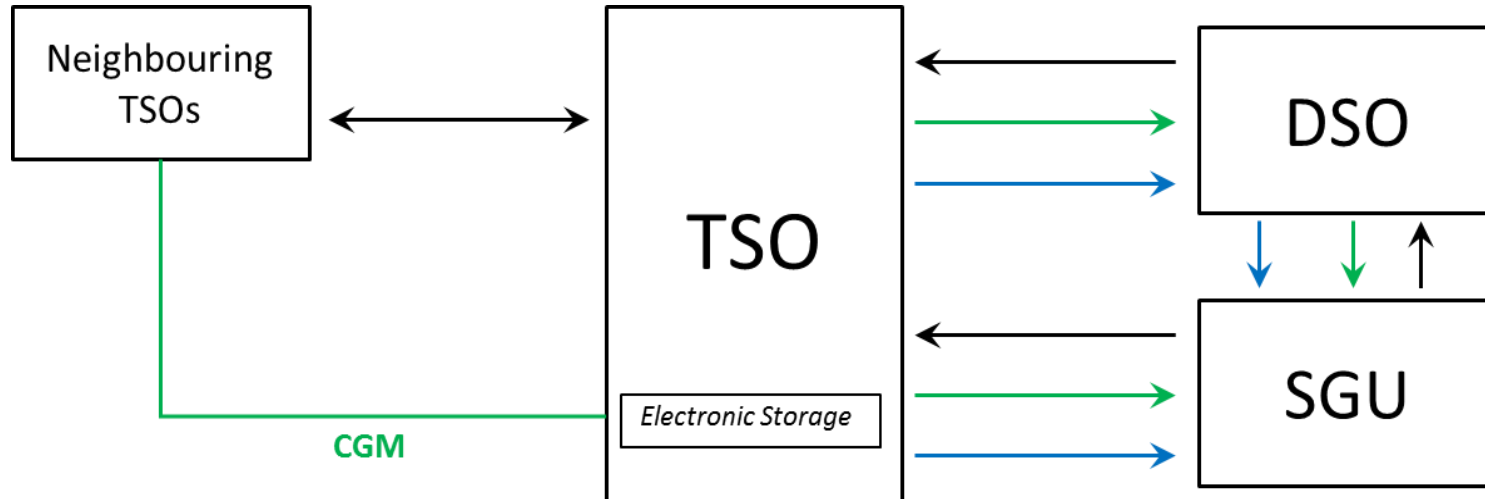 Neighbouring
TSOs
TSO
Electronic Storage
CGM
DSO
SGU